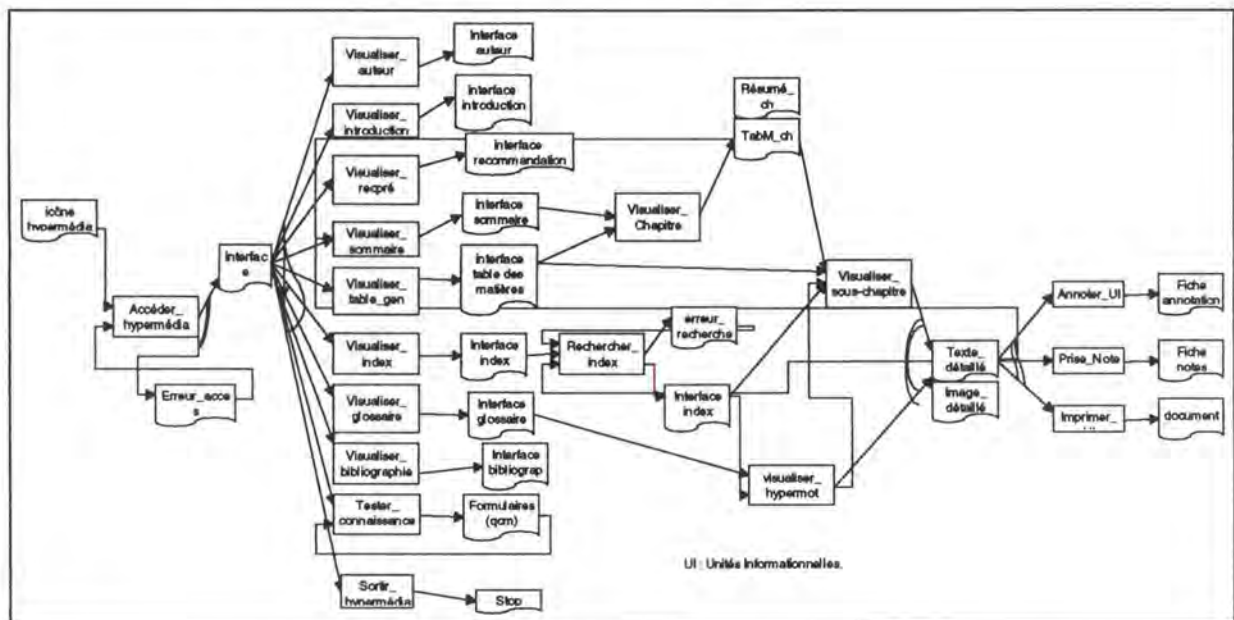 icône
hypermédia
Accéder_
hypermédia
Erreur_acce
s
Interfac
e
Visualiser_
auteur
Interface
auteur
Visualiser_
introduction
Interface
introduction
Visualiser_
recpré
Interface
recommandation
Visualiser_
sommaire
Interface
sommaire
Visualiser_
table_gen
Interface
table des
matières
Visualiser_
index
Interface
index
Rechercher_
index
erreur_
recherche
Interface
index
Visualiser_
glossaire
Interface
glossaire
Visualiser_
bibliographie
Interface
bibliograp
Tester_
connaissance
Formulaires
(qcm)
Sortir_
hypermédia
Stop
Résumé_
ch
TabM_ch
Visualiser_
Chapitre
Visualiser_
sous-chapitre
visualiser_
hypermot
Texte_
détaillé
Image_
détaillé
Annoter_UI
Fiche
annotation
Prise_Note
Fiche
notes
Imprimer_
document
UI : Unités Informationnelles.